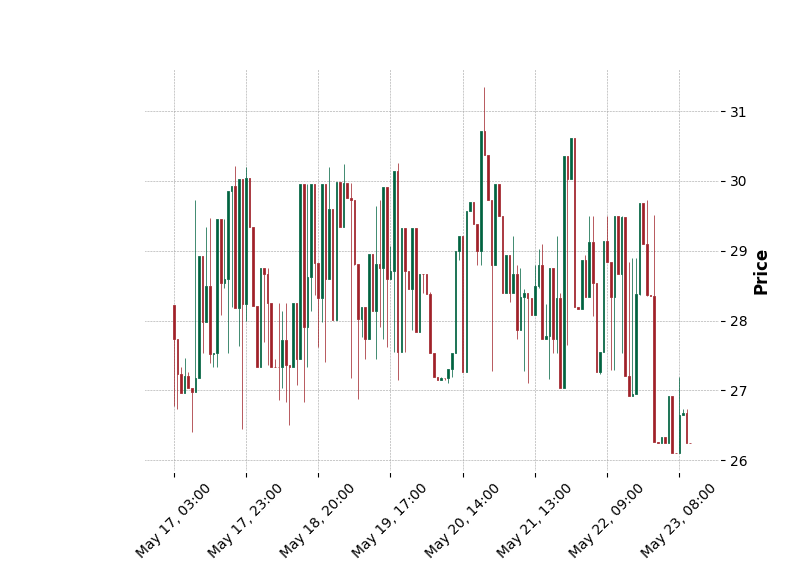 31
30
29
28
27
26
Price
May 17, 03:00
May 17, 23:00
May 18, 20:00
May 19, 17:00
May 20, 14:00
May 21, 13:00
May 22, 09:00
May 23, 08:00